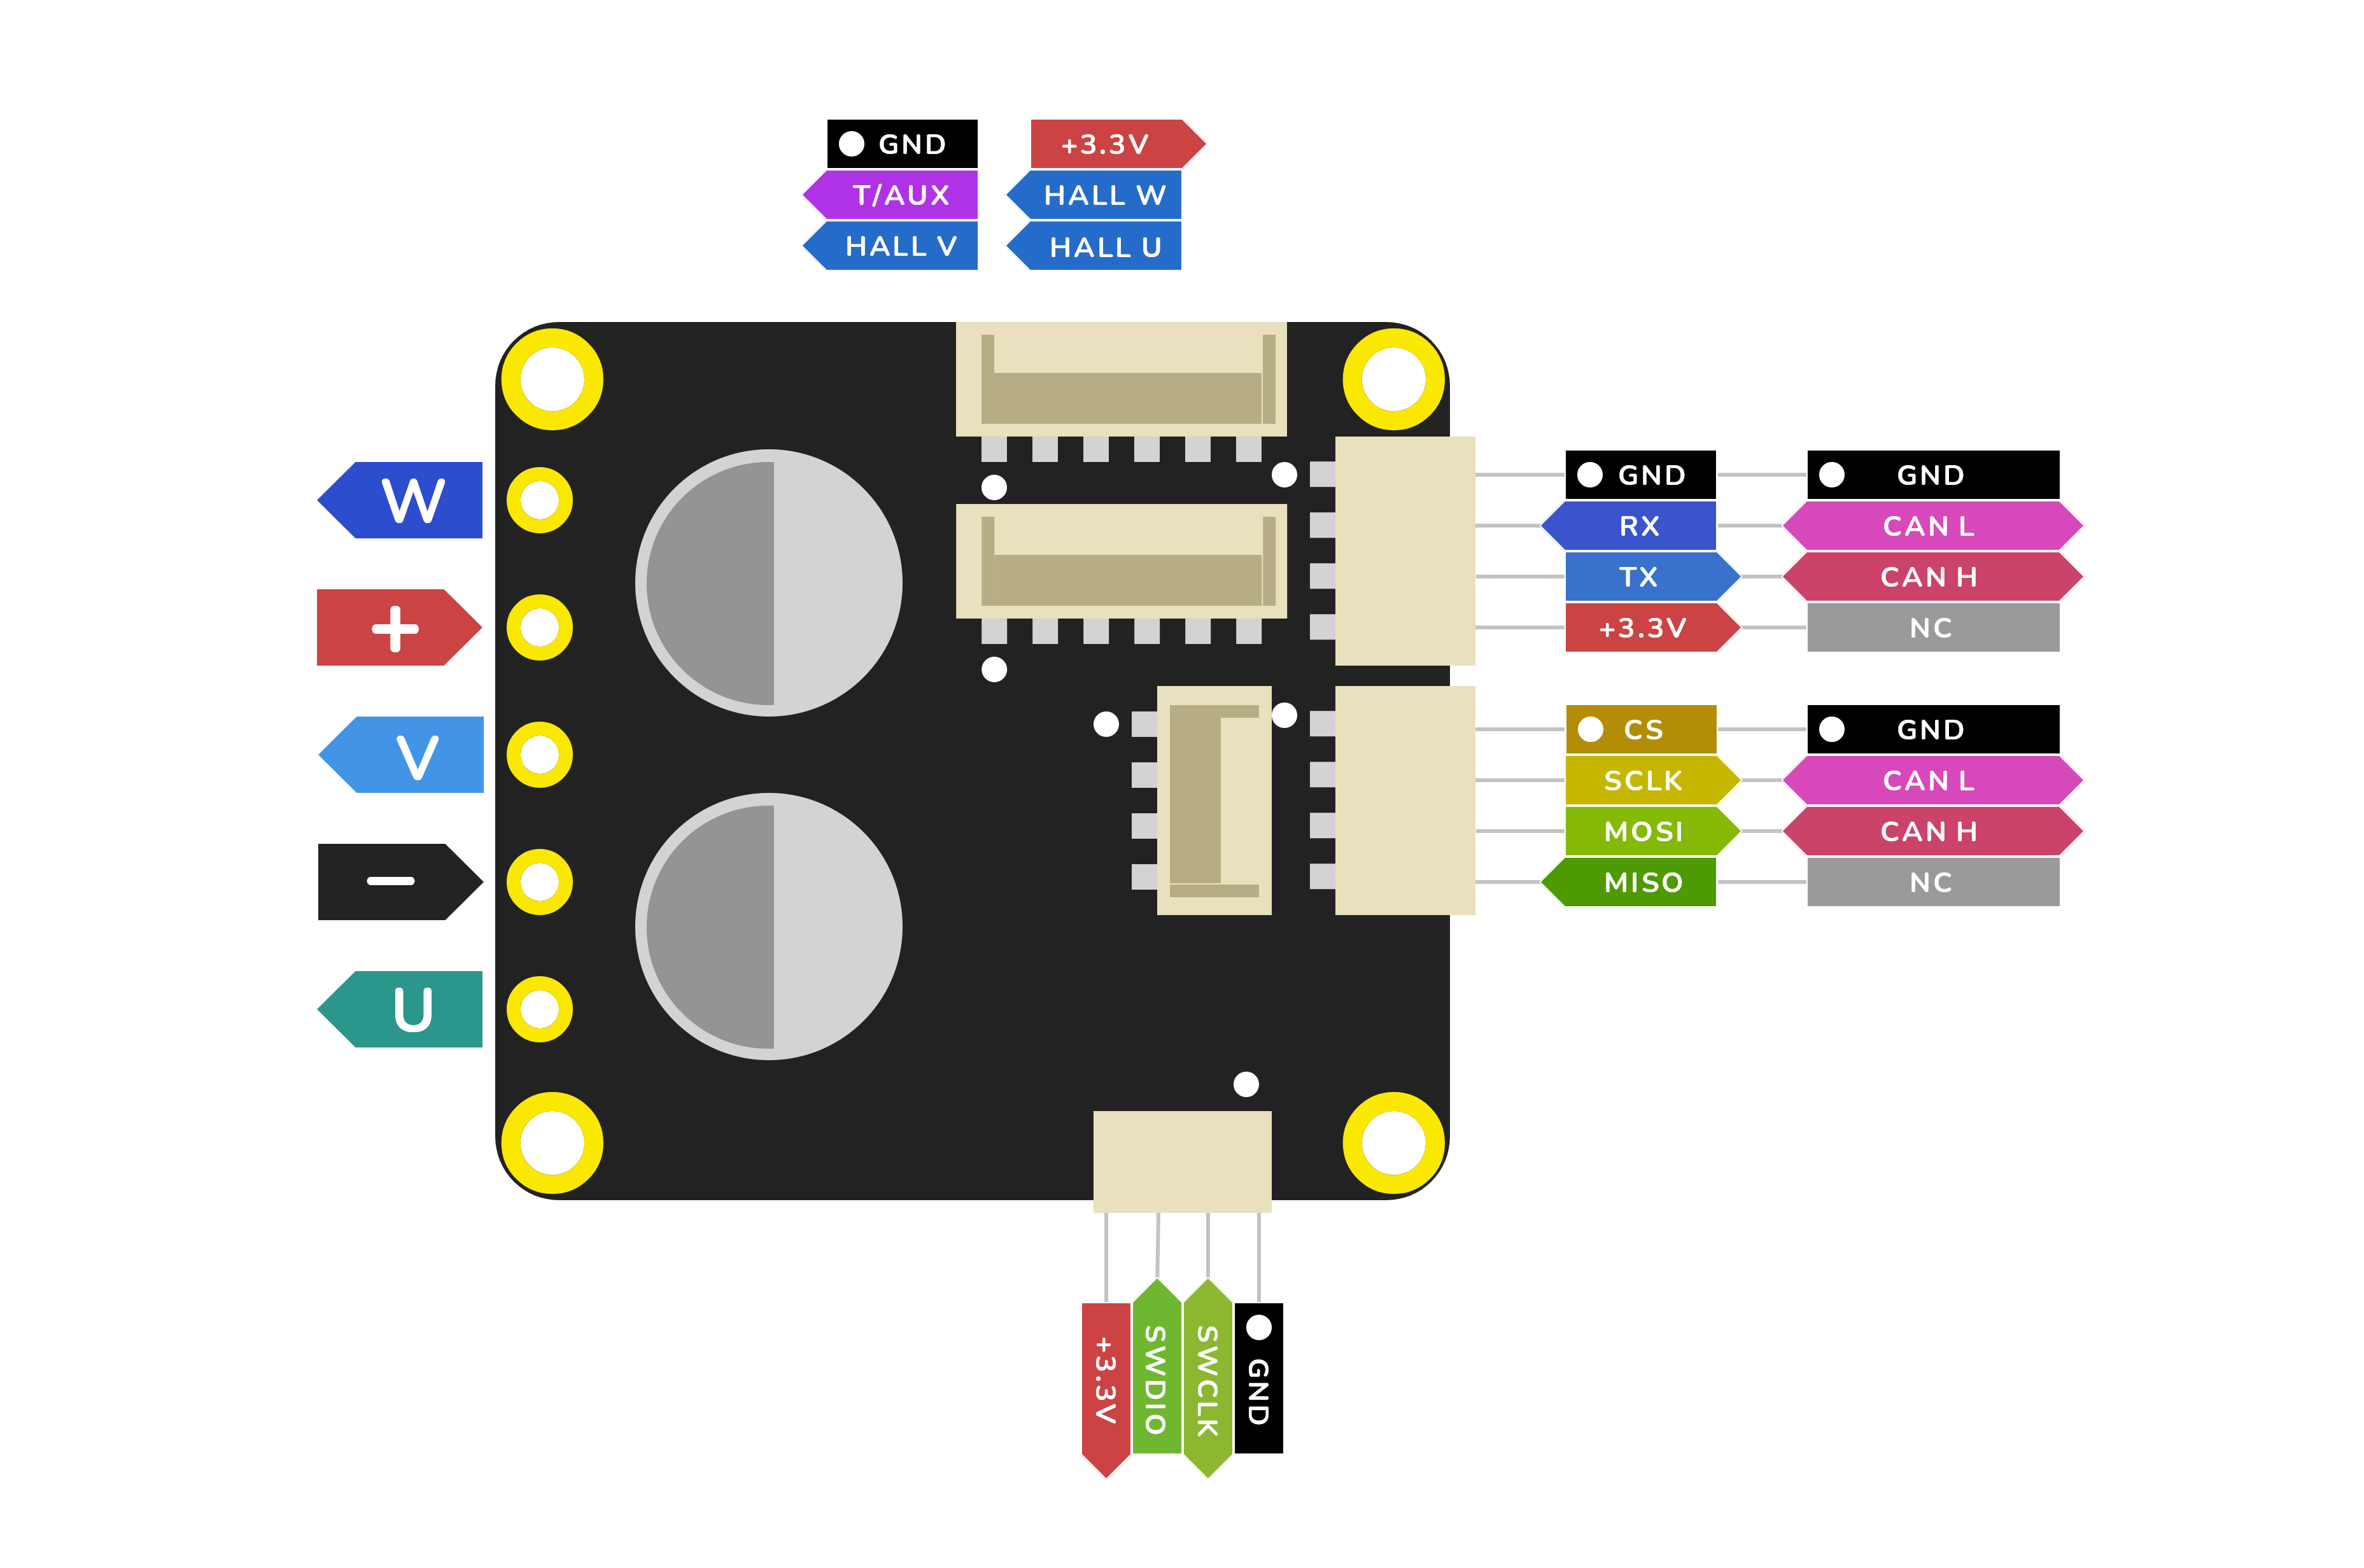 GND +3.3V
T/AUX HALL W
HALL V HALL U
W
+
V
−
U
GND GND
RX CAN L
TX CAN H
+3.3V NC
CS GND
SCLK CAN L
MOSI CAN H
MISO NC
+3.3V
SWDIO
SWCLK
GND